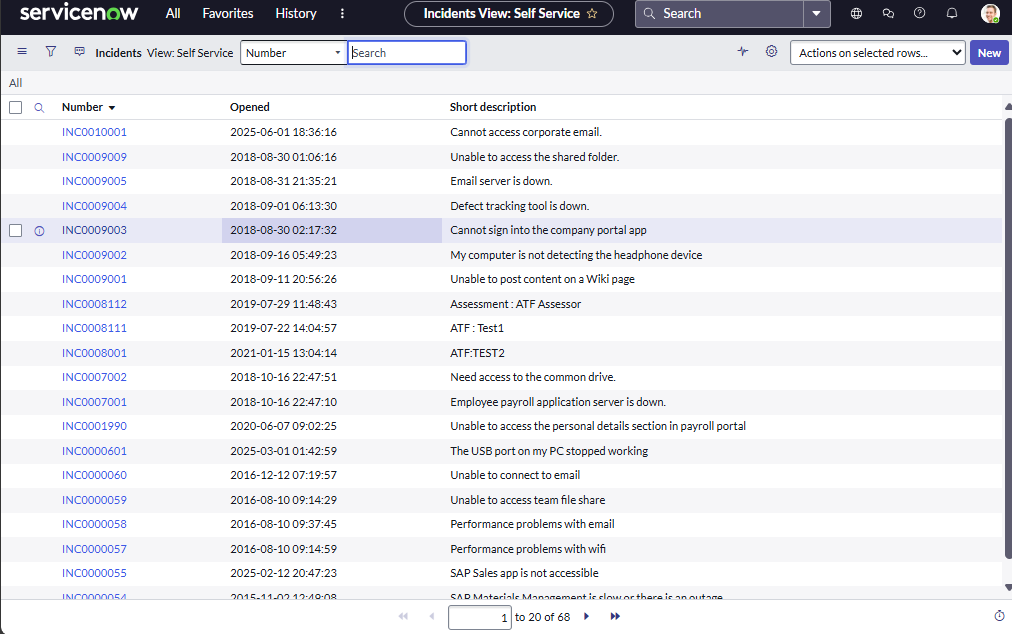 servicenow All Favorites History Incidents View: Self Service Search
Incidents View: Self Service Number Search Actions on selected rows... New
All
Number Opened Short description
INC0010001 2025-06-01 18:36:16 Cannot access corporate email.
INC0009009 2018-08-30 01:06:16 Unable to access the shared folder.
INC0009005 2018-08-31 21:35:21 Email server is down.
INC0009004 2018-09-01 06:13:30 Defect tracking tool is down.
INC0009003 2018-08-30 02:17:32 Cannot sign into the company portal app
INC0009002 2018-09-16 05:49:23 My computer is not detecting the headphone device
INC0009001 2018-09-11 20:56:26 Unable to post content on a Wiki page
INC0008112 2019-07-29 11:48:43 Assessment : ATF Assessor
INC0008111 2019-07-22 14:04:57 ATF : Test1
INC0008001 2021-01-15 13:04:14 ATF:TEST2
INC0007002 2018-10-16 22:47:51 Need access to the common drive.
INC0007001 2018-10-16 22:47:10 Employee payroll application server is down.
INC0001990 2020-06-07 09:02:25 Unable to access the personal details section in payroll portal
INC0000601 2025-03-01 01:42:59 The USB port on my PC stopped working
INC0000060 2016-12-12 07:19:57 Unable to connect to email
INC0000059 2016-08-10 09:14:29 Unable to access team file share
INC0000058 2016-08-10 09:37:45 Performance problems with email
INC0000057 2016-08-10 09:14:59 Performance problems with wifi
INC0000055 2025-02-12 20:47:23 SAP Sales app is not accessible
INC0000054 2015-11-02 12:49:08 SAP Materials Management is slow or there is an outage
1 to 20 of 68